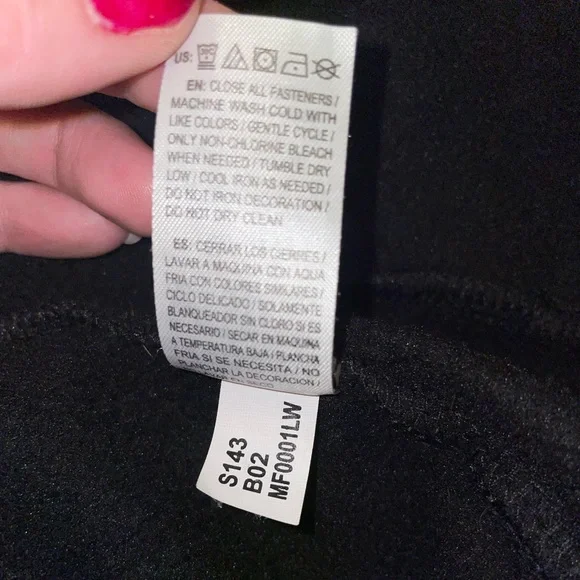 US:
EN: CLOSE ALL FASTENERS /
MACHINE WASH COLD WITH
LIKE COLORS / GENTLE CYCLE /
ONLY NON-CHLORINE BLEACH
WHEN NEEDED / TUMBLE DRY
LOW / COOL IRON AS NEEDED /
DO NOT IRON DECORATION /
DO NOT DRY CLEAN
ES: CERRAR LOS CIERRES /
LAVAR A MAQUINA CON AGUA
FRIA CON COLORES SIMILARES /
CICLO DELICADO / SOLAMENTE
BLANQUEADOR SIN CLORO SI ES
NECESARIO / SECAR EN MAQUINA
A TEMPERATURA BAJA / PLANCHA
FRIA SI SE NECESITA / NO
PLANCHAR LA DECORACION /
S143
B02
MF0001LW